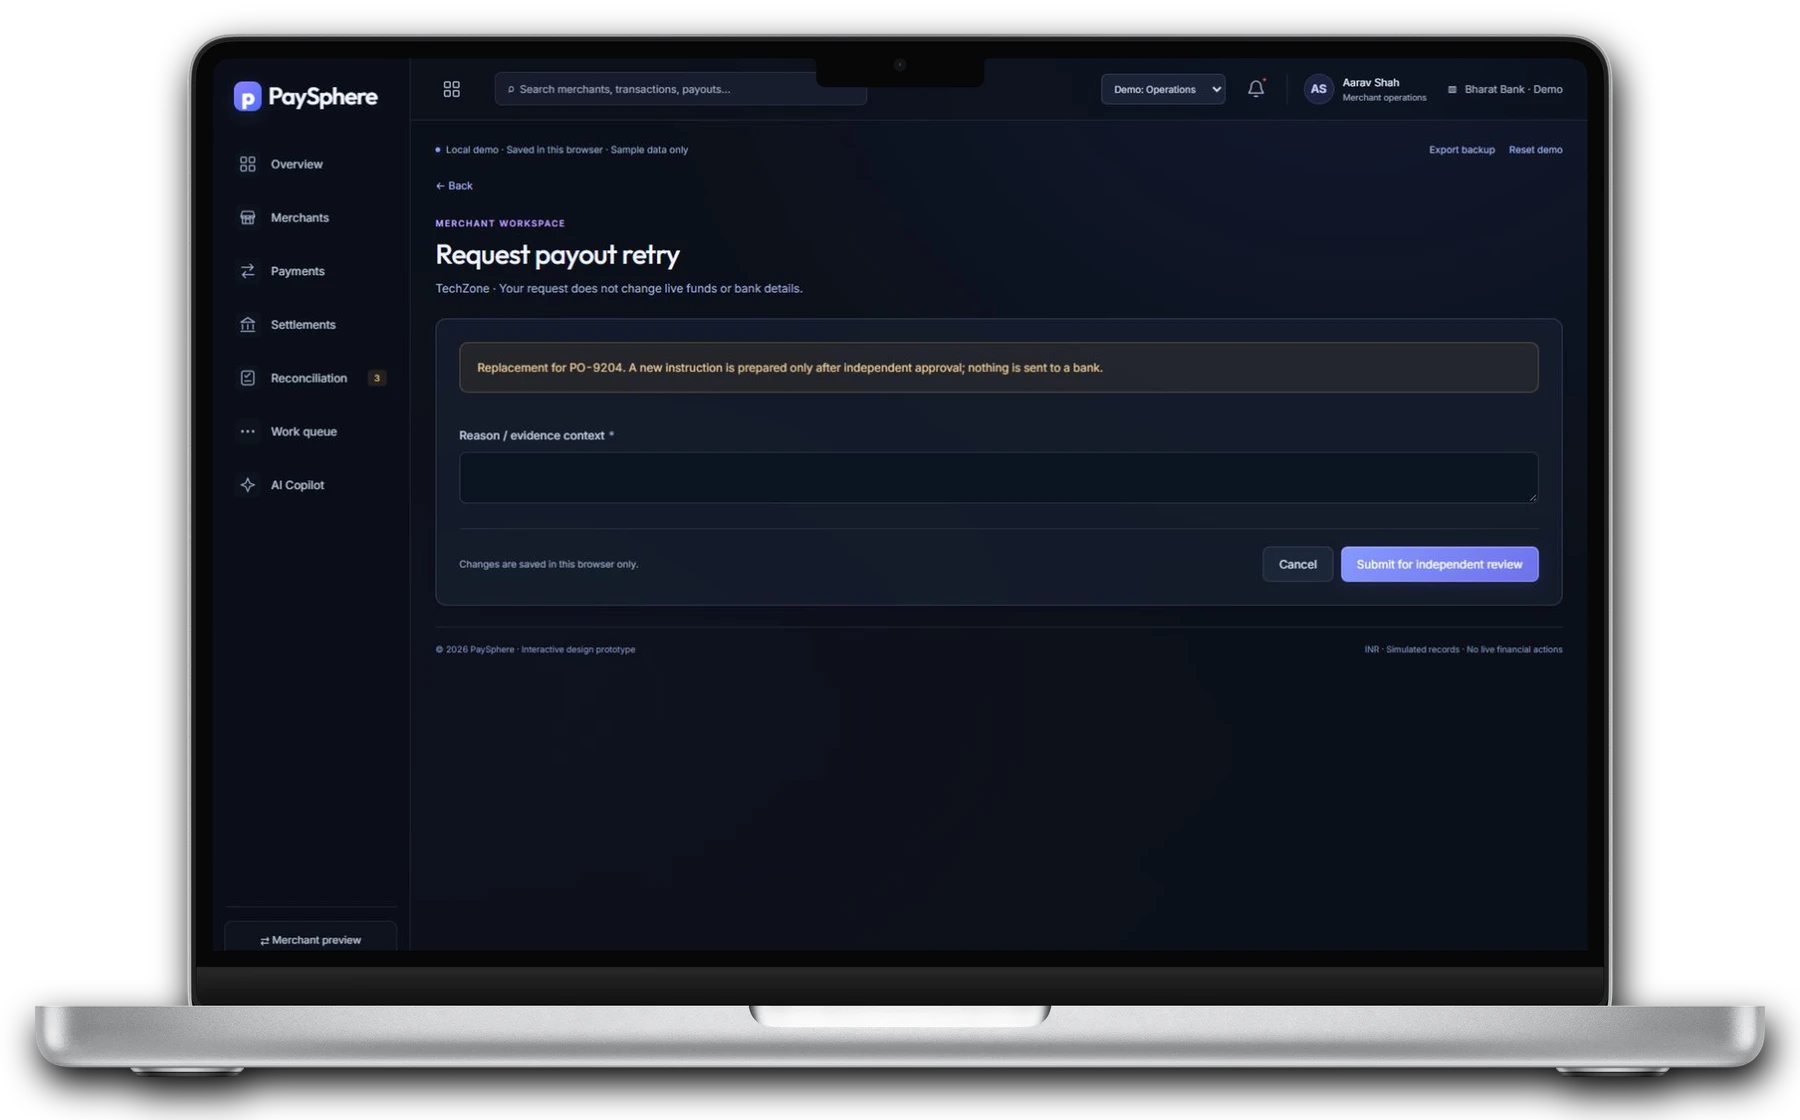 PaySphere
Search merchants, transactions, payouts...
Demo: Operations
AS
Aarav Shah
Merchant operations
Bharat Bank · Demo
Overview
Merchants
Payments
Settlements
Reconciliation 3
Work queue
AI Copilot
Merchant preview
Local demo · Saved in this browser · Sample data only
Export backup
Reset demo
← Back
MERCHANT WORKSPACE
Request payout retry
TechZone · Your request does not change live funds or bank details.
Replacement for PO-9204. A new instruction is prepared only after independent approval; nothing is sent to a bank.
Reason / evidence context *
Changes are saved in this browser only.
Cancel
Submit for independent review
© 2026 PaySphere · Interactive design prototype
INR · Simulated records · No live financial actions